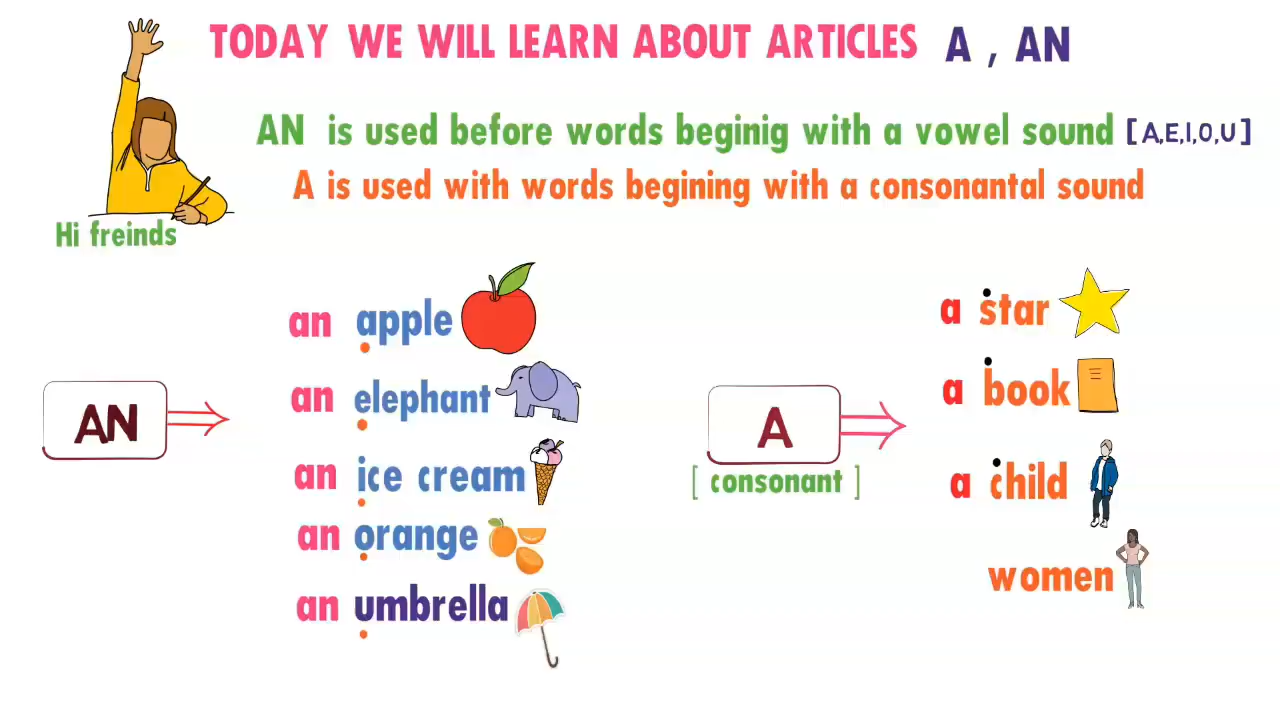 TODAY WE WILL LEARN ABOUT ARTICLES A , AN
AN is used before words beginig with a vowel sound [A,E,I,O,U]
A is used with words begining with a consonantal sound
Hi freinds
an apple
an elephant
an ice cream
an orange
an umbrella
AN
A
[ consonant ]
a star
a book
a child
women